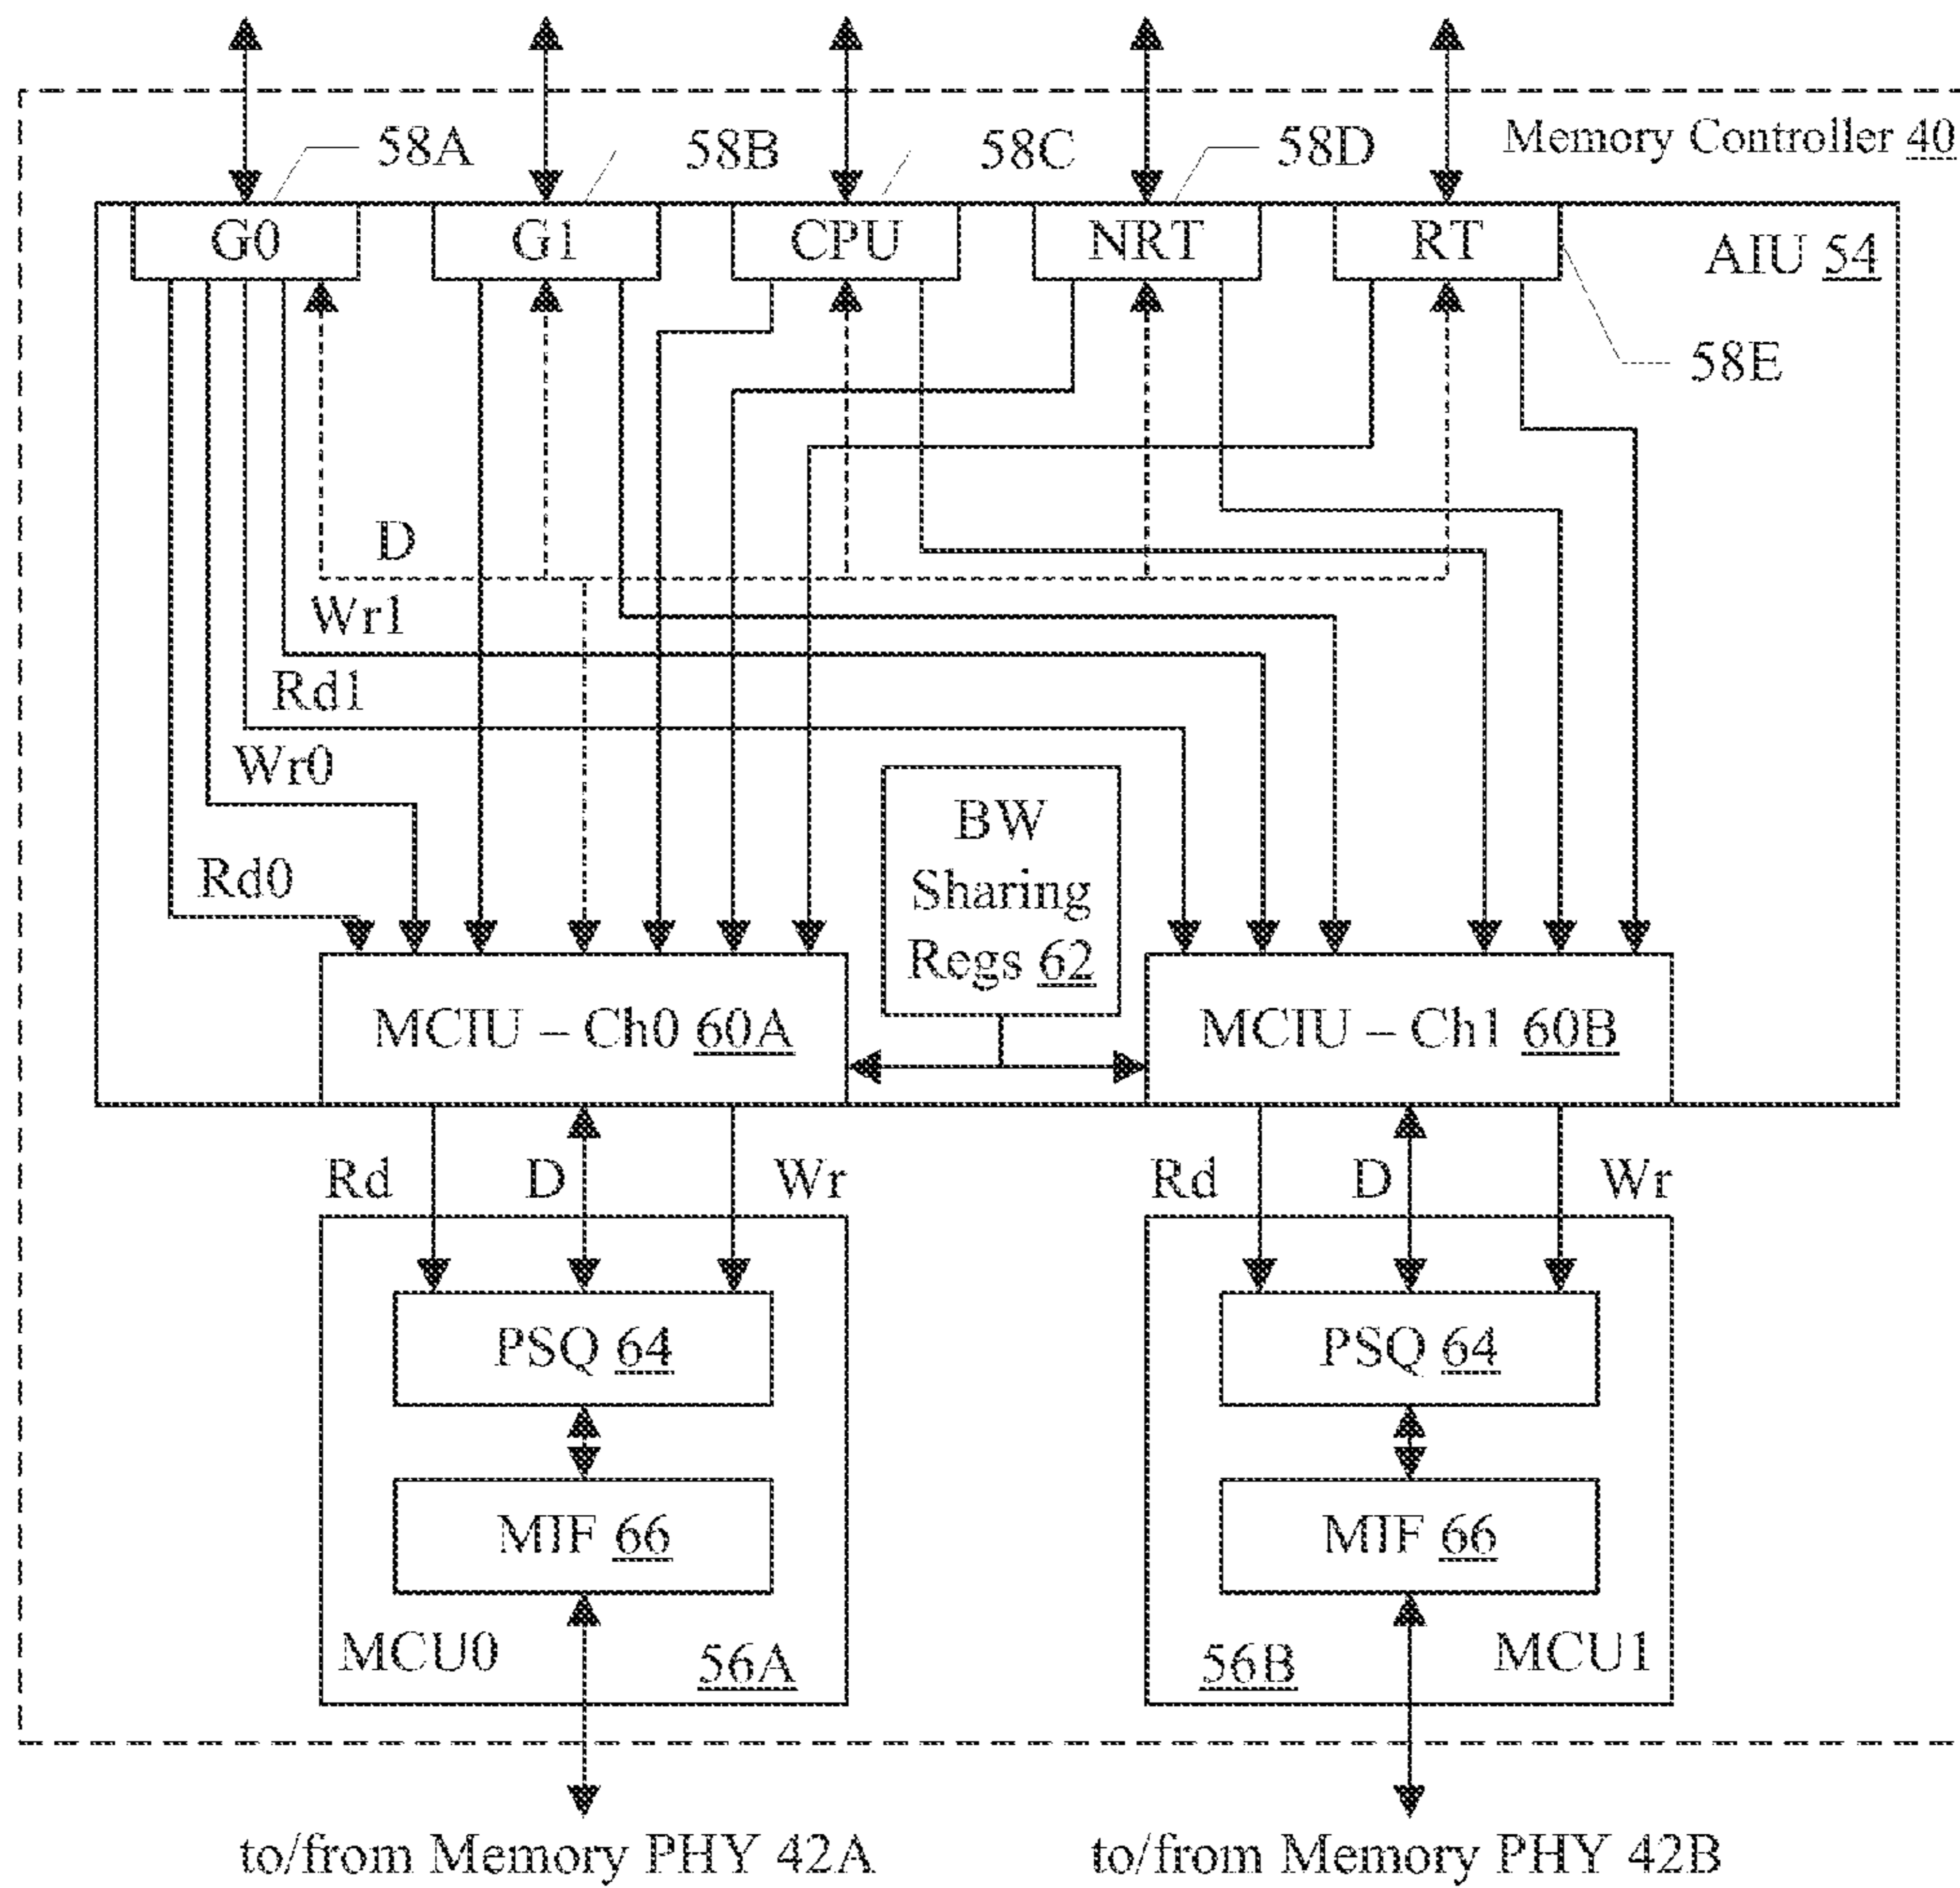 Memory Controller 40
58A
58B
58C
58D
G0
G1
CPU
NRT
RT
AIU 54
58E
D
Wr1
Rd1
Wr0
Rd0
BW
Sharing
Regs 62
MCIU – Ch0 60A
MCIU – Ch1 60B
Rd
D
Wr
Rd
D
Wr
PSQ 64
PSQ 64
MIF 66
MIF 66
MCU0
56A
56B
MCU1
to/from Memory PHY 42A
to/from Memory PHY 42B